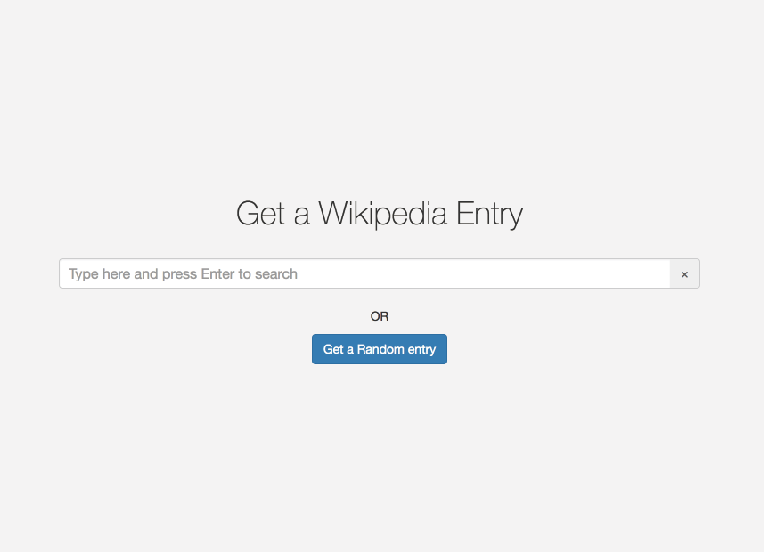 Get a Wikipedia Entry
Type here and press Enter to search ×
OR
Get a Random entry